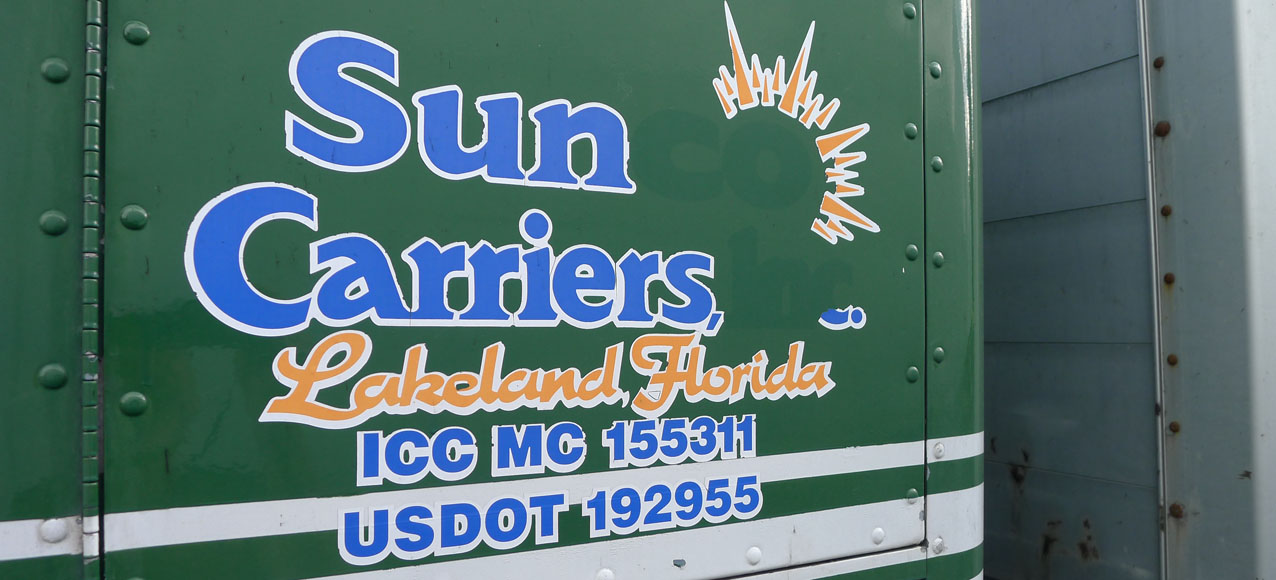 Sun
Carriers,
Lakeland, Florida
ICC MC 155311
USDOT 192955